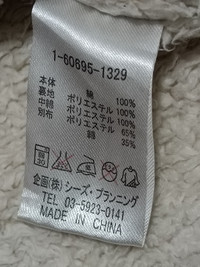 1-60695-1329
本体 綿 100%
裏地 ポリエステル 100%
中綿 ポリエステル 100%
別布 ポリエステル 65%
綿 35%
企画(株)シーズ・プランニング
TEL 03-5923-0141
MADE IN CHINA